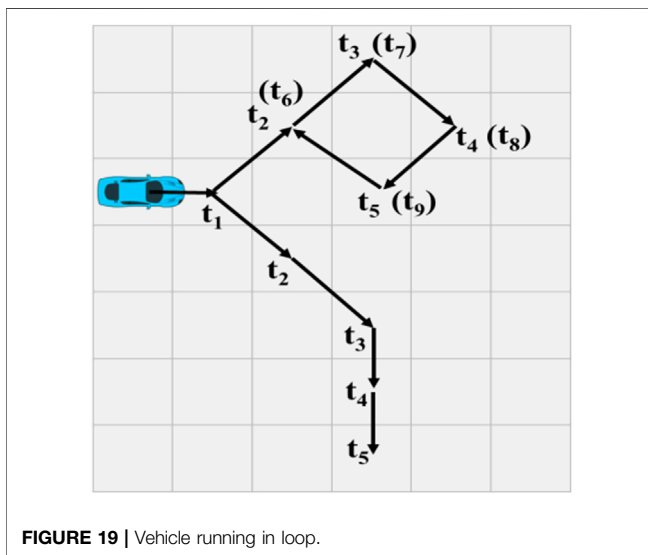 t₃ (t₇)
(t₆)
t₂
t₄ (t₈)
t₅ (t₉)
t₁
t₂
t₃
t₄
t₅
FIGURE 19 | Vehicle running in loop.